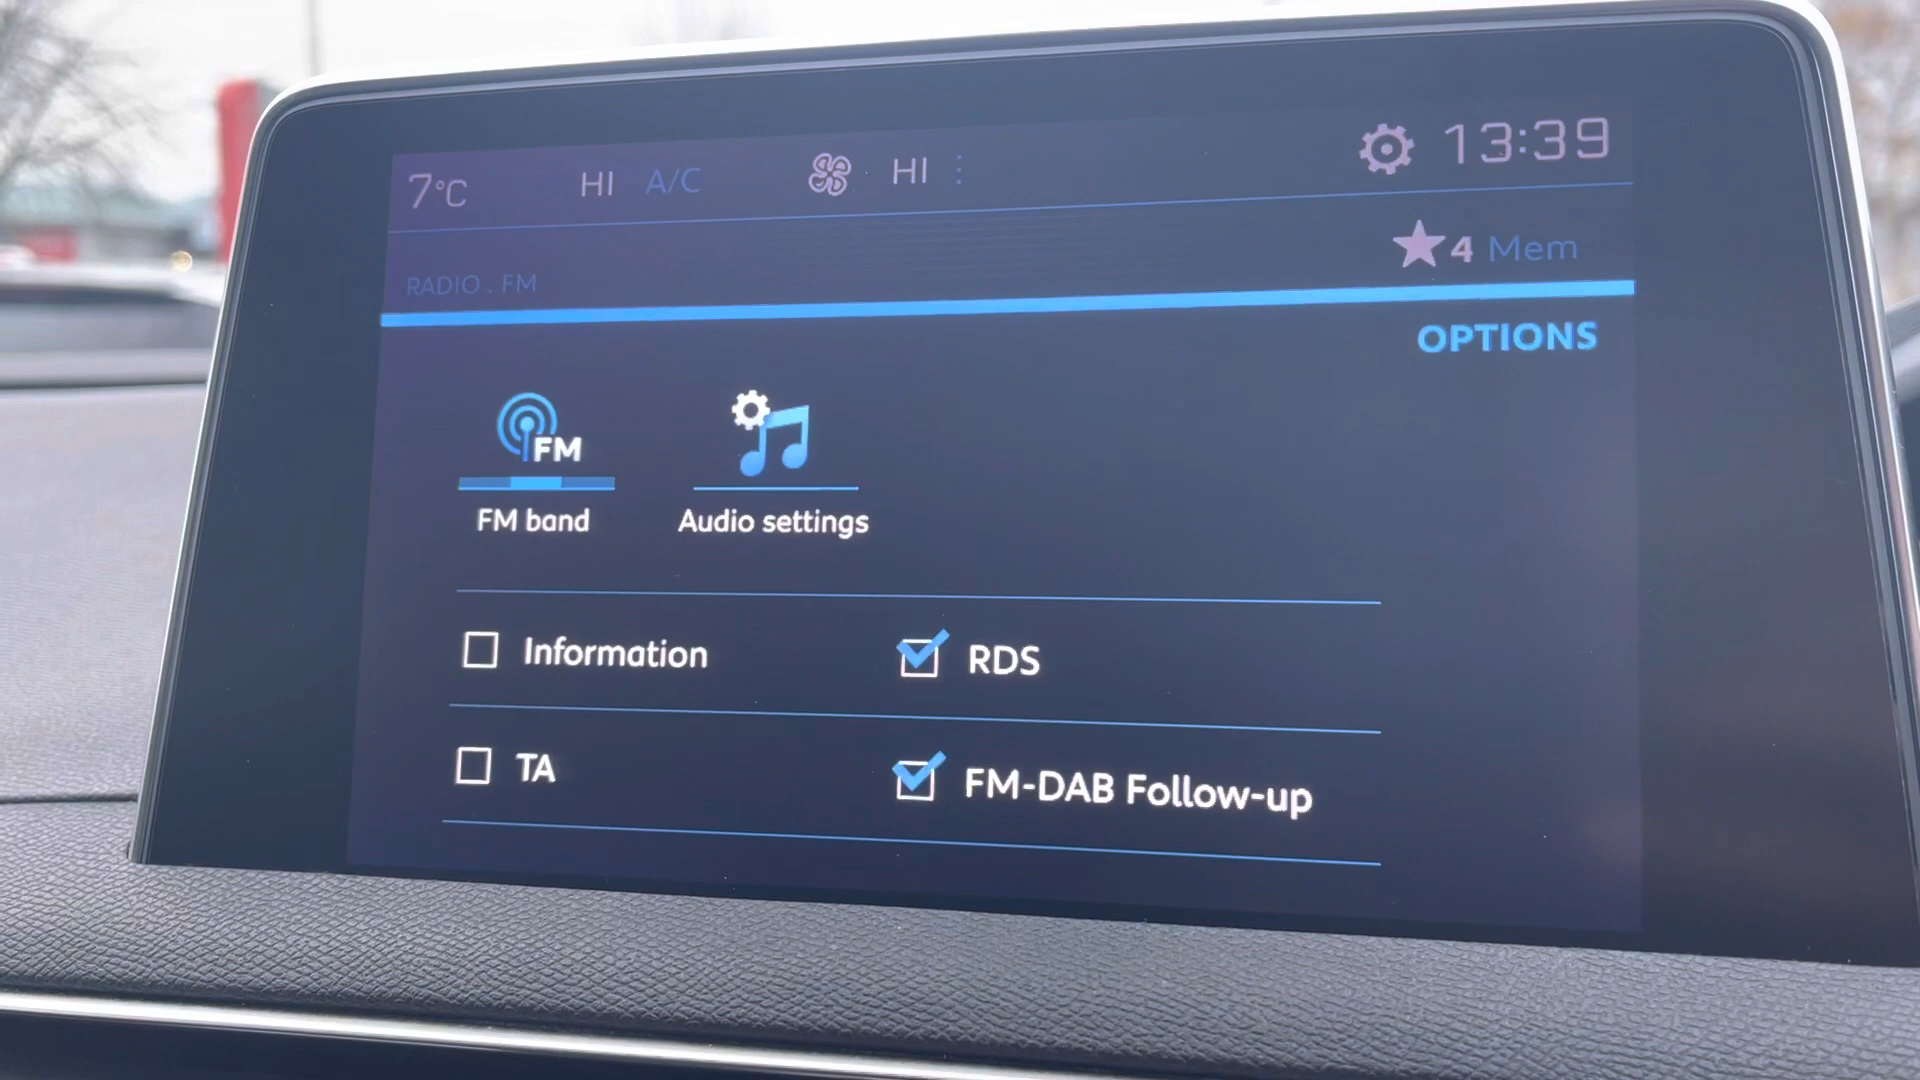 7°C HI A/C HI 13:39
4 Mem
RADIO . FM
OPTIONS
FM
FM band Audio settings
Information RDS
TA FM-DAB Follow-up